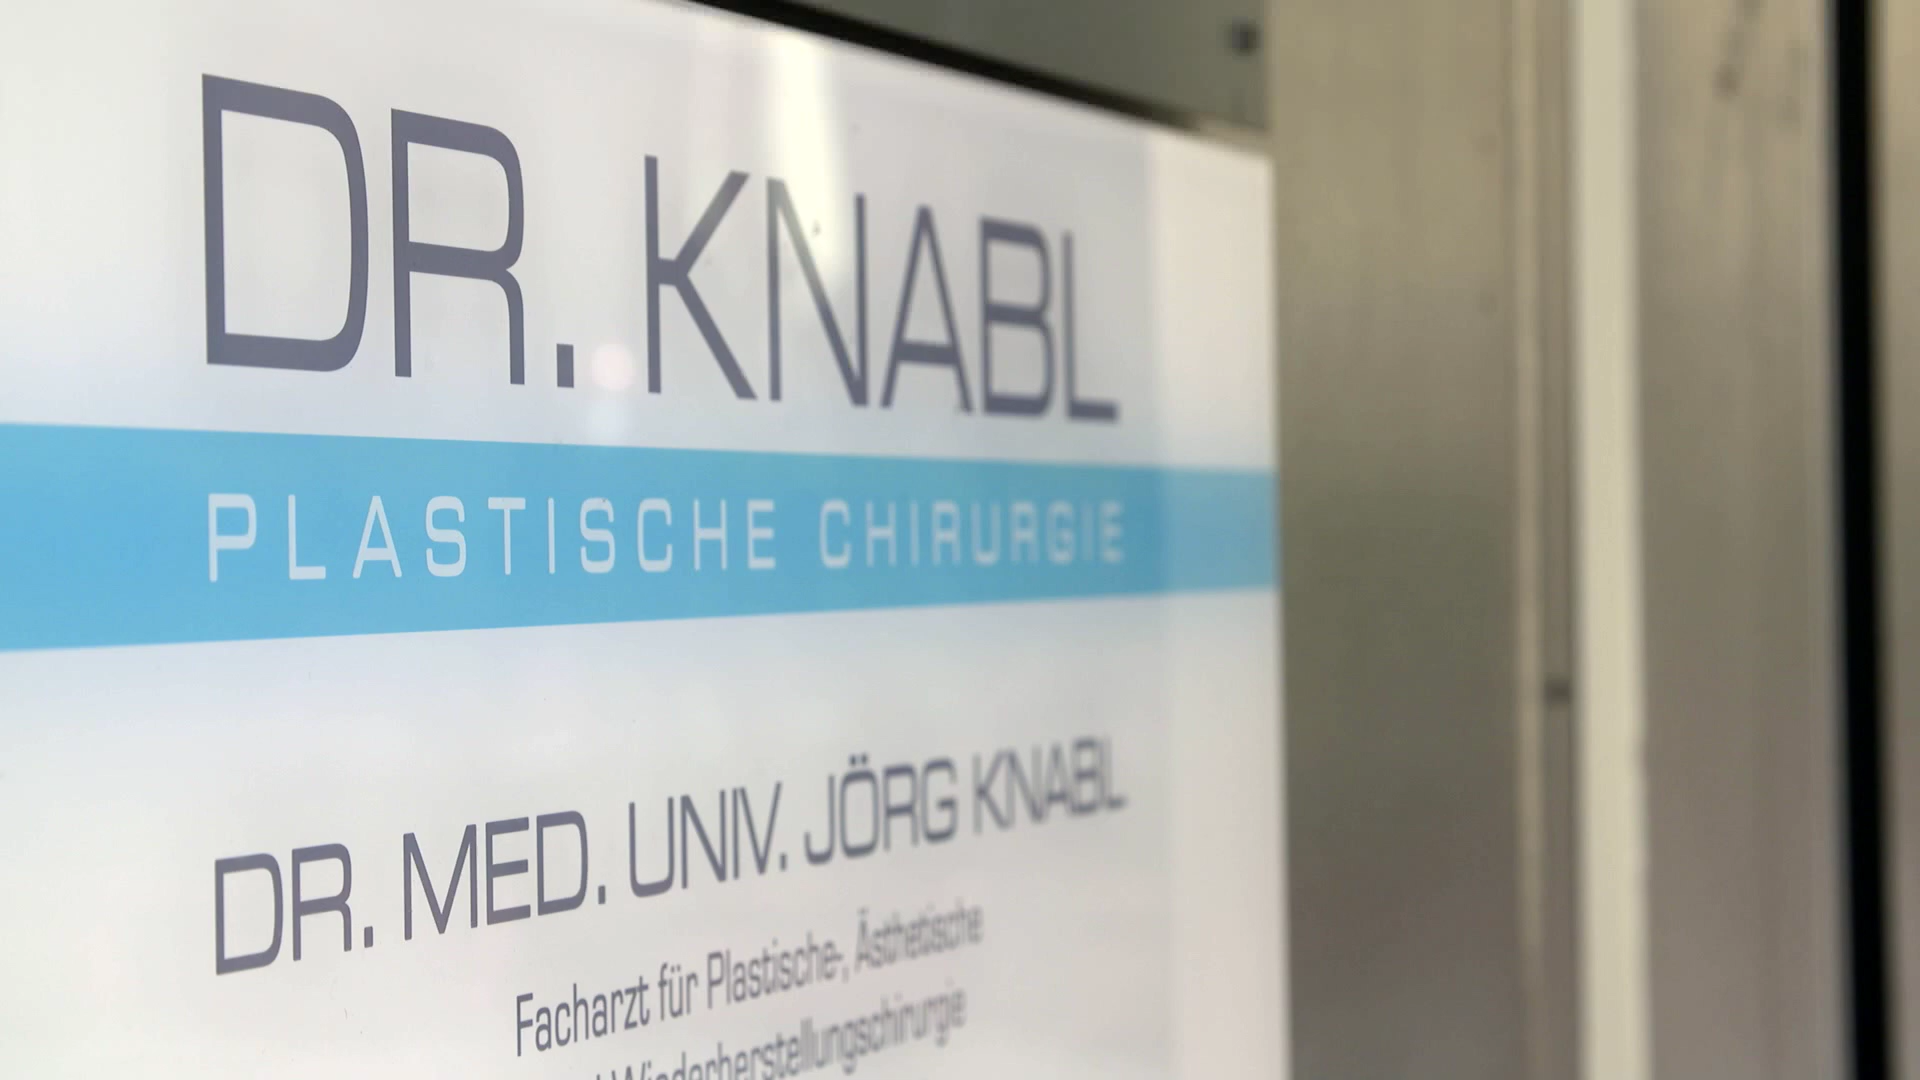 DR. KNABL
PLASTISCHE CHIRURGIE
DR. MED. UNIV. JÖRG KNABL
Facharzt für Plastische-, Ästhetische
Wiederherstellungschirurgie